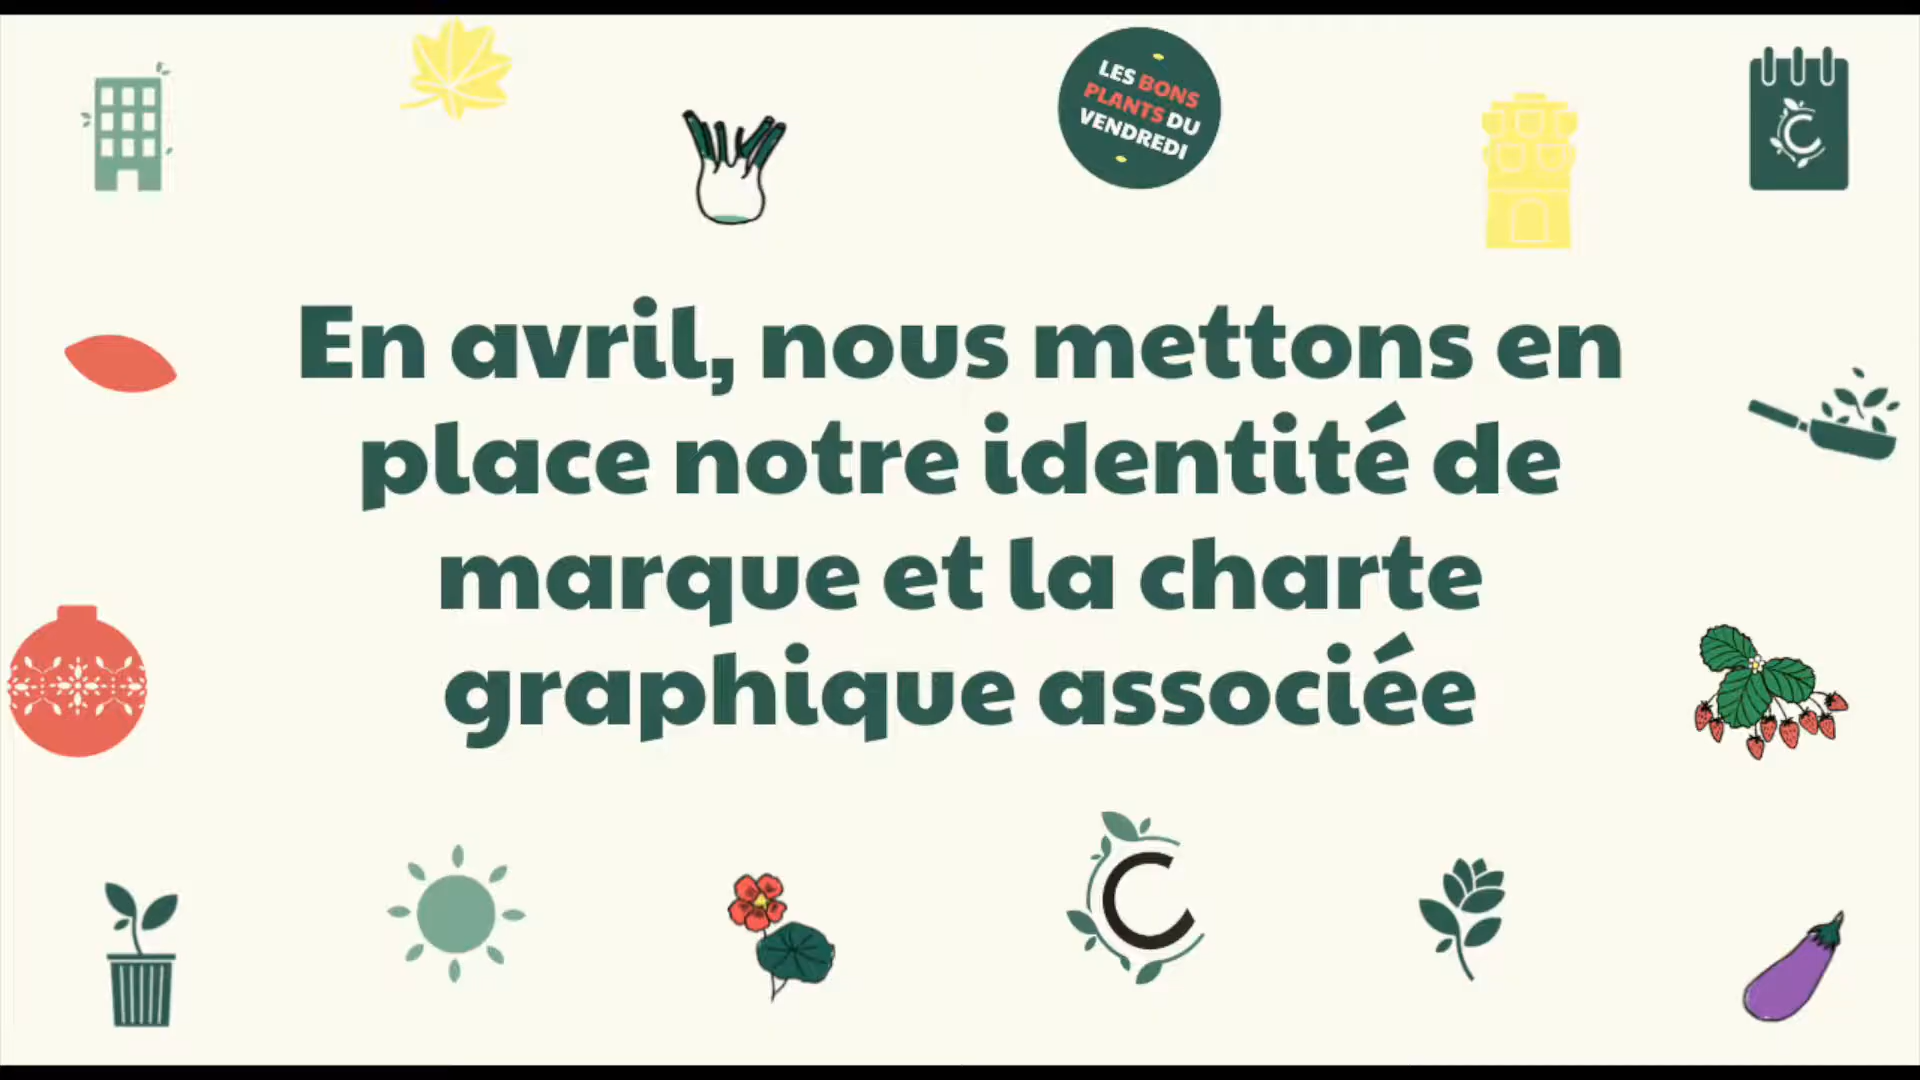 LES BONS
PLANTS DU
VENDREDI
C
En avril, nous mettons en
place notre identité de
marque et la charte
graphique associée
C